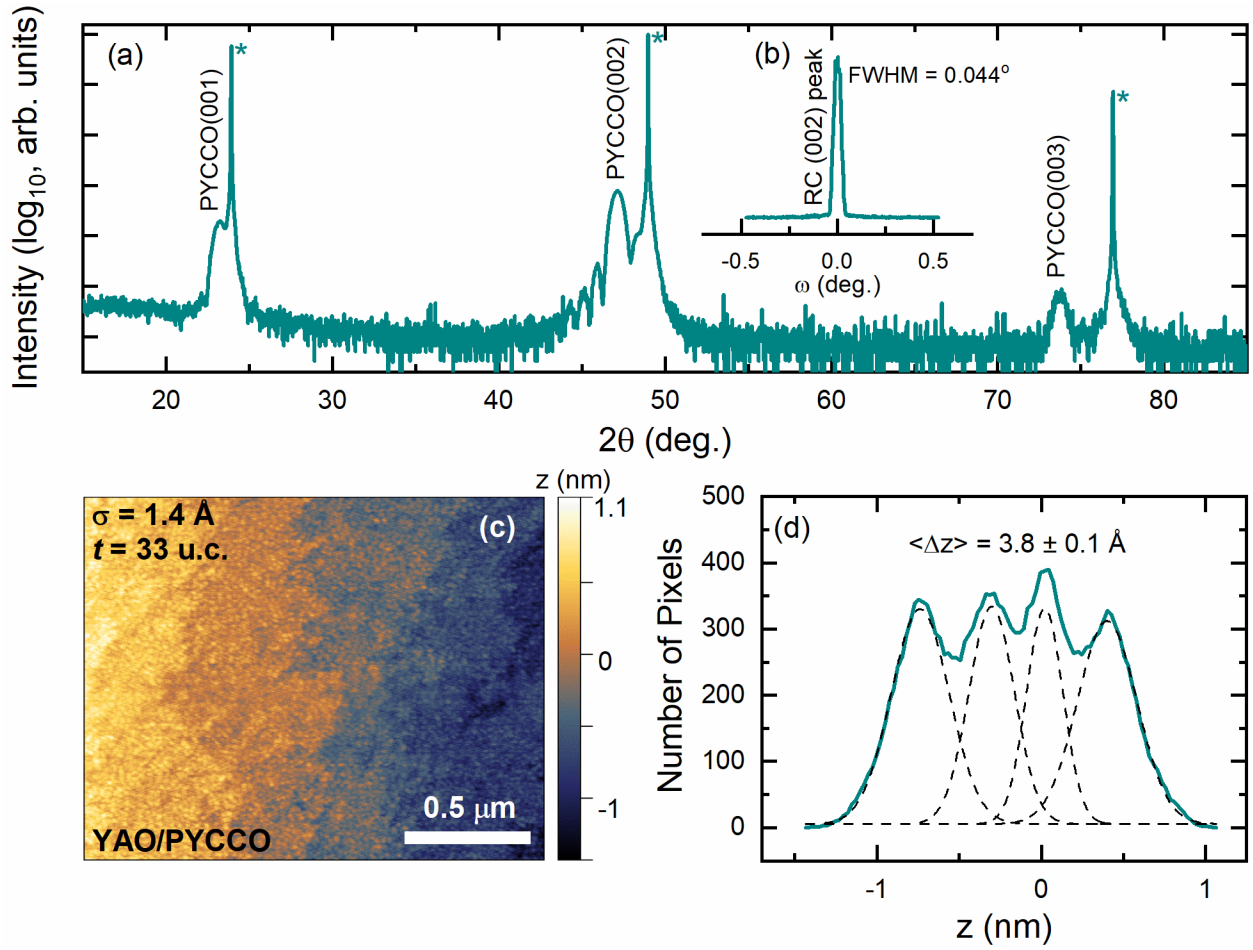 (a)
PYCCO(001)
*
PYCCO(002)
*
(b)
RC (002) peak
FWHM = 0.044°
-0.5 0.0 0.5
ω (deg.)
PYCCO(003)
*
Intensity (log₁₀, arb. units)
20 30 40 50 60 70 80
2θ (deg.)
σ = 1.4 Å
t = 33 u.c.
(c)
YAO/PYCCO
0.5 μm
z (nm)
1.1
0
-1
(d)
<Δz> = 3.8 ± 0.1 Å
Number of Pixels
500
400
300
200
100
0
-1 0 1
z (nm)